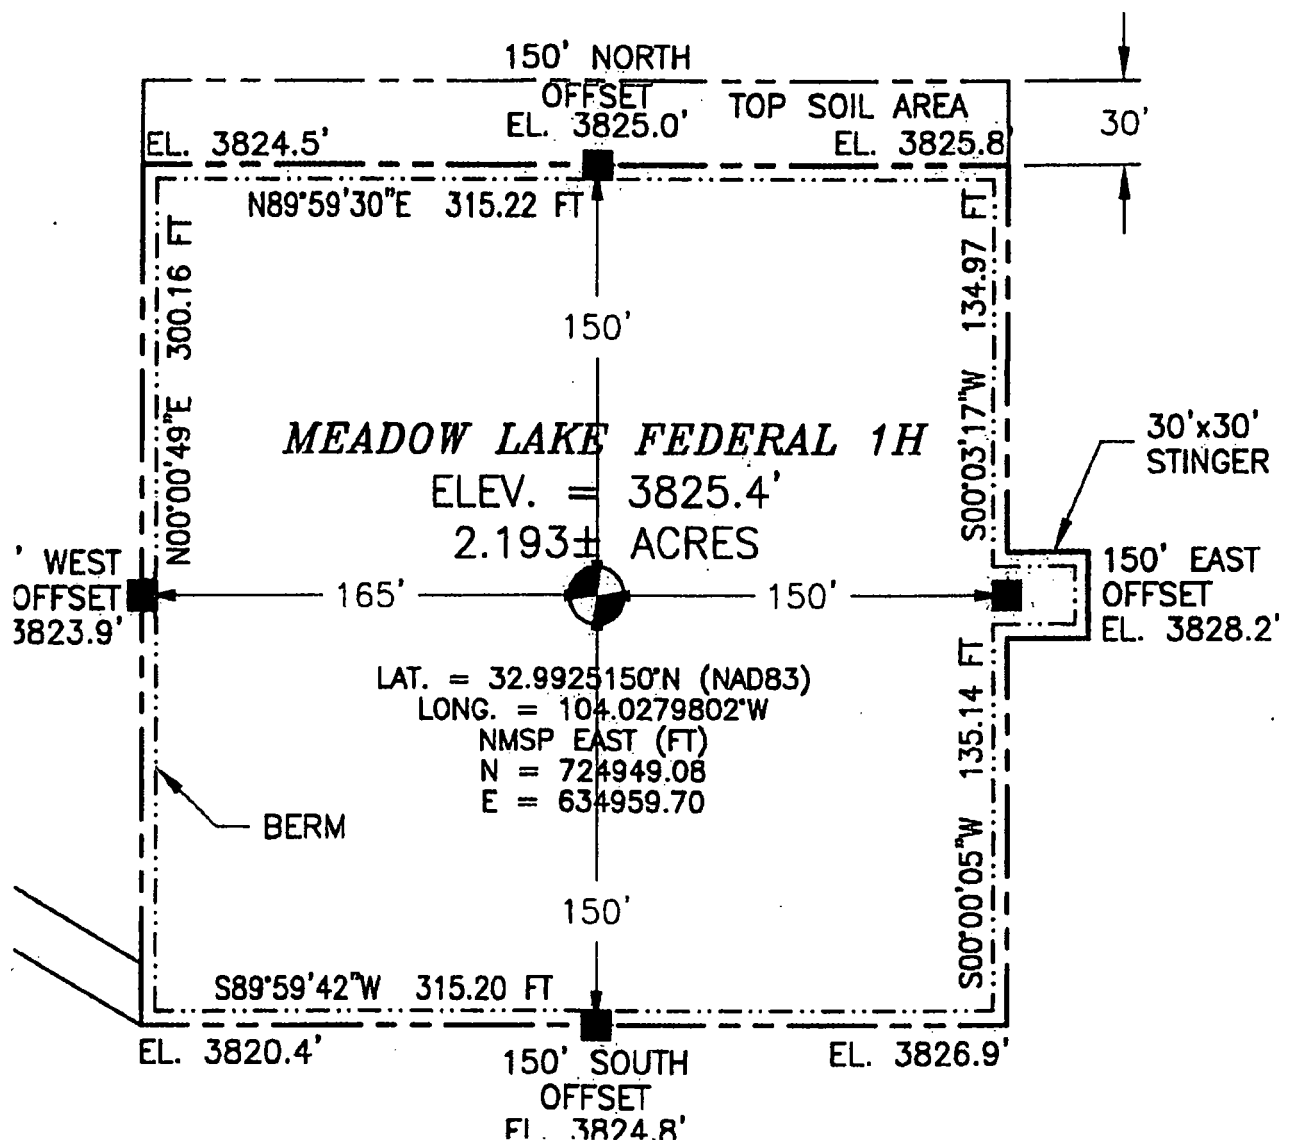 150' NORTH
OFFSET
EL. 3825.0'
TOP SOIL AREA
30'
EL. 3824.5'
EL. 3825.8'
N89°59'30"E 315.22 FT
N00°00'49"E 300.16 FT
S00°03'17"W 134.97 FT
150'
MEADOW LAKE FEDERAL 1H
ELEV. = 3825.4'
2.193± ACRES
30'x30'
STINGER
' WEST
OFFSET
3823.9'
165'
150'
150' EAST
OFFSET
EL. 3828.2'
LAT. = 32.9925150°N (NAD83)
LONG. = 104.0279802°W
NMSP EAST (FT)
N = 724949.08
E = 634959.70
BERM
S00°00'05"W 135.14 FT
150'
S89°59'42"W 315.20 FT
EL. 3820.4'
EL. 3826.9'
150' SOUTH
OFFSET
EL. 3824.8'